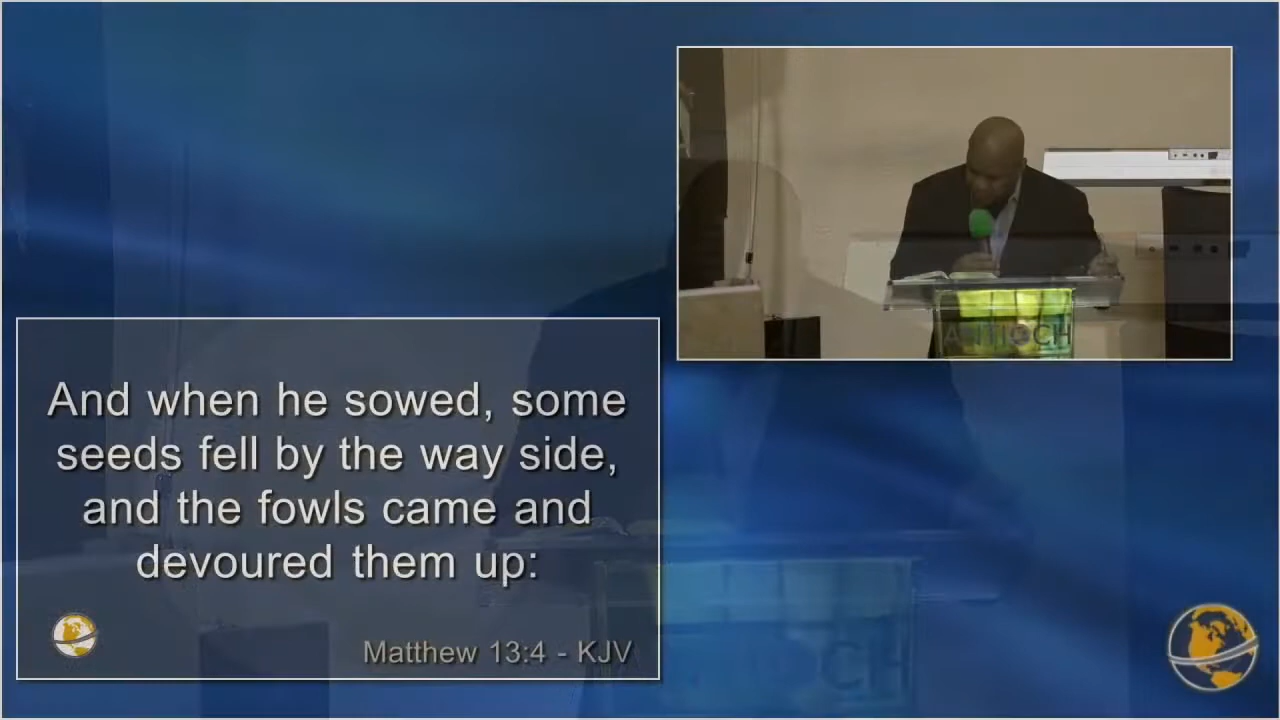 And when he sowed, some
seeds fell by the way side,
and the fowls came and
devoured them up:
Matthew 13:4 - KJV
ANTIOCH